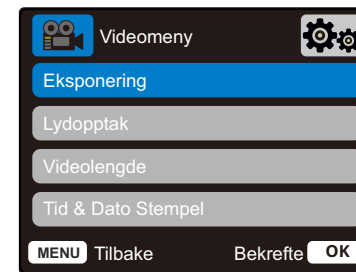 Videomeny
Eksponering
Lydopptak
Videolengde
Tid & Dato Stempel
MENU Tilbake Bekrefte OK